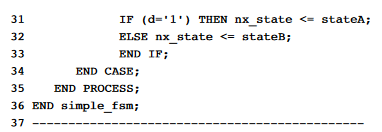 31 IF (d='1') THEN nx_state <= stateA;
32 ELSE nx_state <= stateB;
33 END IF;
34 END CASE;
35 END PROCESS;
36 END simple_fsm;
37 ----------------------------------------------